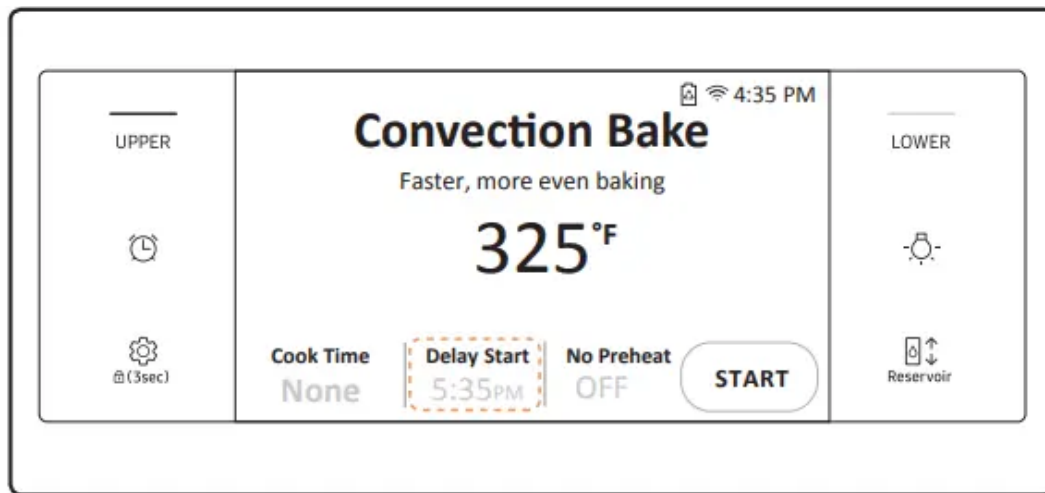 4:35 PM
UPPER
Convection Bake
LOWER
Faster, more even baking
325°F
Cook Time
None
Delay Start
5:35PM
No Preheat
OFF
START
(3sec)
Reservoir